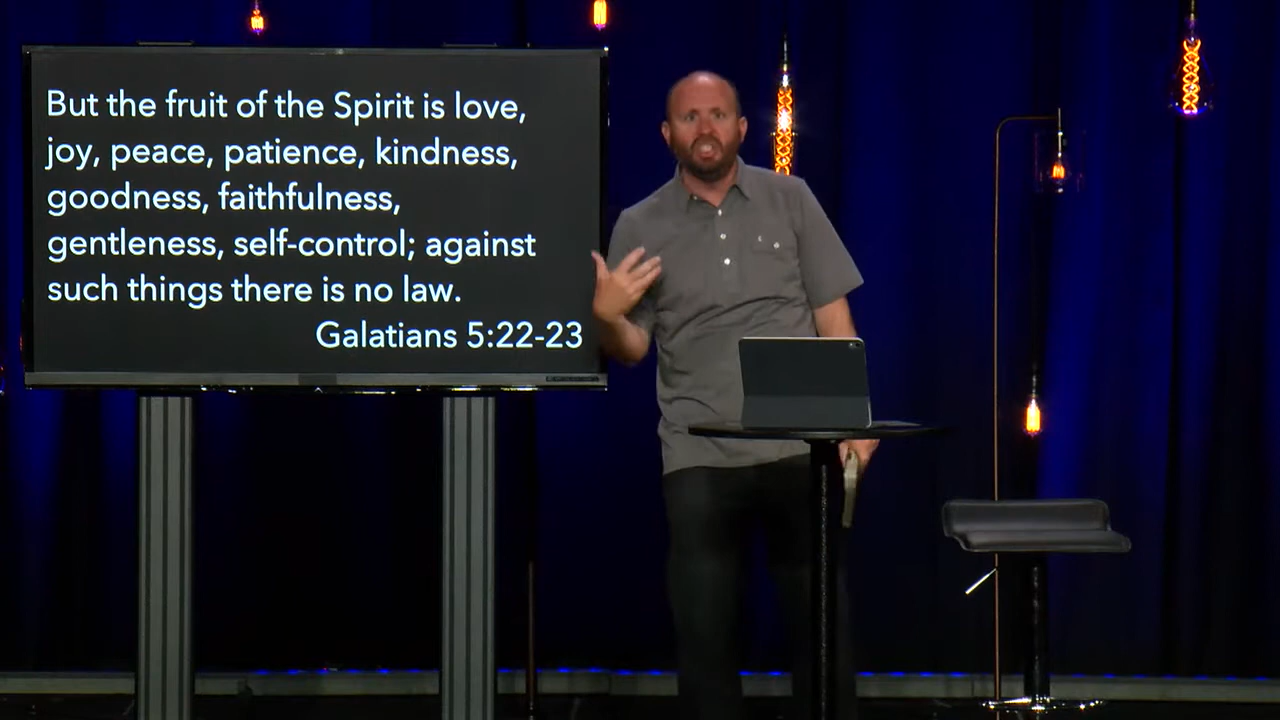 But the fruit of the Spirit is love,
joy, peace, patience, kindness,
goodness, faithfulness,
gentleness, self-control; against
such things there is no law.
Galatians 5:22-23